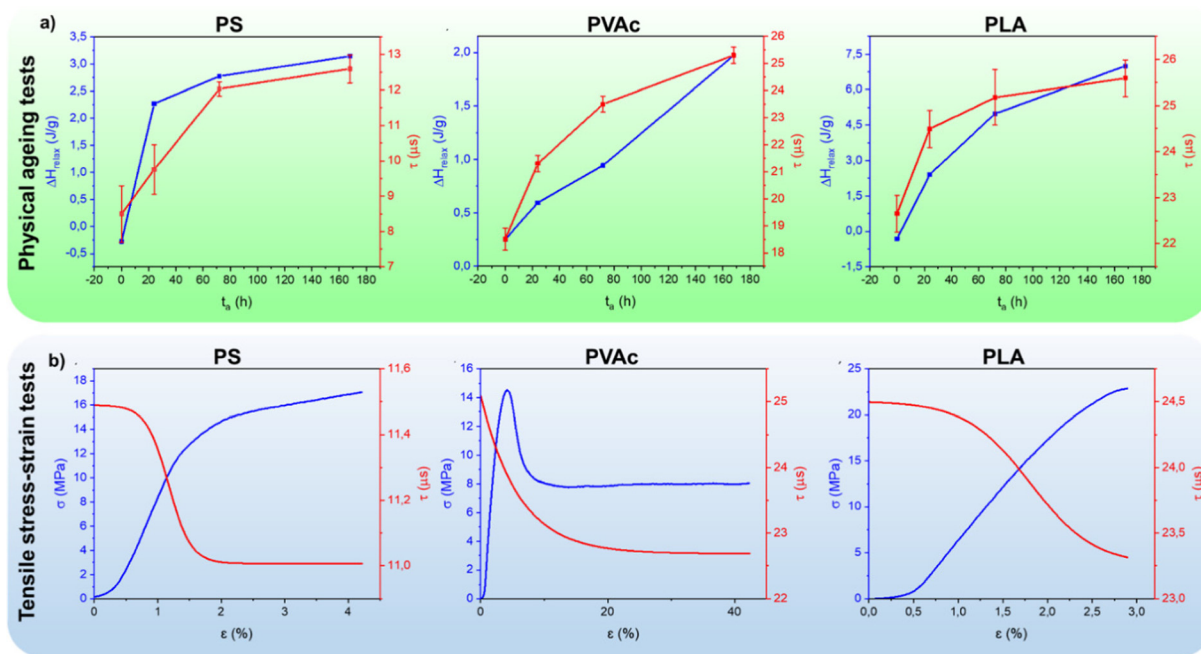 a)
Physical ageing tests
PS
PVAc
PLA
ΔHrelax (J/g)
3,5
3,0
2,5
2,0
1,5
1,0
0,5
0,0
-0,5
13
12
11
10
9
8
7
τ (µs)
-20 0 20 40 60 80 100 120 140 160 180
ta (h)
ΔHrelax (J/g)
2,0
1,5
1,0
0,5
0,0
26
25
24
23
22
21
20
19
18
τ (µs)
-20 0 20 40 60 80 100 120 140 160 180
ta (h)
ΔHrelax (J/g)
7,5
6,0
4,5
3,0
1,5
0,0
-1,5
26
25
24
23
22
τ (µs)
-20 0 20 40 60 80 100 120 140 160 180
ta (h)
b)
Tensile stress-strain tests
PS
PVAc
PLA
σ (MPa)
18
16
14
12
10
8
6
4
2
0
11,6
11,4
11,2
11,0
τ (µs)
0 1 2 3 4
ε (%)
σ (MPa)
16
14
12
10
8
6
4
2
0
25
24
23
22
τ (µs)
0 20 40
ε (%)
σ (MPa)
25
20
15
10
5
0
24,5
24,0
23,5
23,0
τ (µs)
0,0 0,5 1,0 1,5 2,0 2,5 3,0
ε (%)